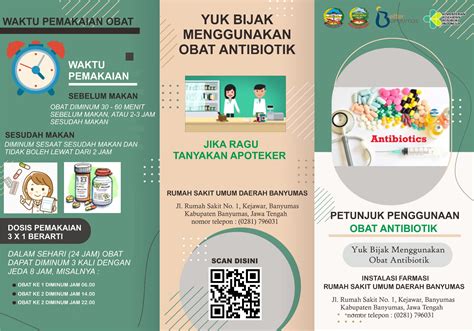 WAKTU PEMAKAIAN OBAT
WAKTU
PEMAKAIAN
SEBELUM MAKAN
OBAT DIMINUM 30 - 60 MENIT
SEBELUM MAKAN, ATAU 2-3 JAM
SESUDAH MAKAN
SESUDAH MAKAN
DIMINUM SESAAT SESUDAH MAKAN DAN
TIDAK BOLEH LEWAT DARI 2 JAM
DOSIS PEMAKAIAN
3 X 1 BERARTI
DALAM SEHARI (24 JAM) OBAT
DAPAT DIMINUM 3 KALI DENGAN
JEDA 8 JAM, MISALNYA :
OBAT KE 1 DIMINUM JAM 06.00
OBAT KE 2 DIMINUM JAM 14.00
OBAT KE 3 DIMINUM JAM 22.00
YUK BIJAK
MENGGUNAKAN
OBAT ANTIBIOTIK
JIKA RAGU
TANYAKAN APOTEKER
RUMAH SAKIT UMUM DAERAH BANYUMAS
Jl. Rumah Sakit No. 1, Kejawar, Banyumas
Kabupaten Banyumas, Jawa Tengah
nomor telepon : (0281) 796031
SCAN DISINI
Antibiotics
PETUNJUK PENGGUNAAN
OBAT ANTIBIOTIK
Yuk Bijak Menggunakan
Obat Antibiotik
INSTALASI FARMASI
RUMAH SAKIT UMUM DAERAH BANYUMAS
Jl. Rumah Sakit No. 1, Kejawar, Banyumas
Kabupaten Banyumas, Jawa Tengah
nomor telepon : (0281) 796031